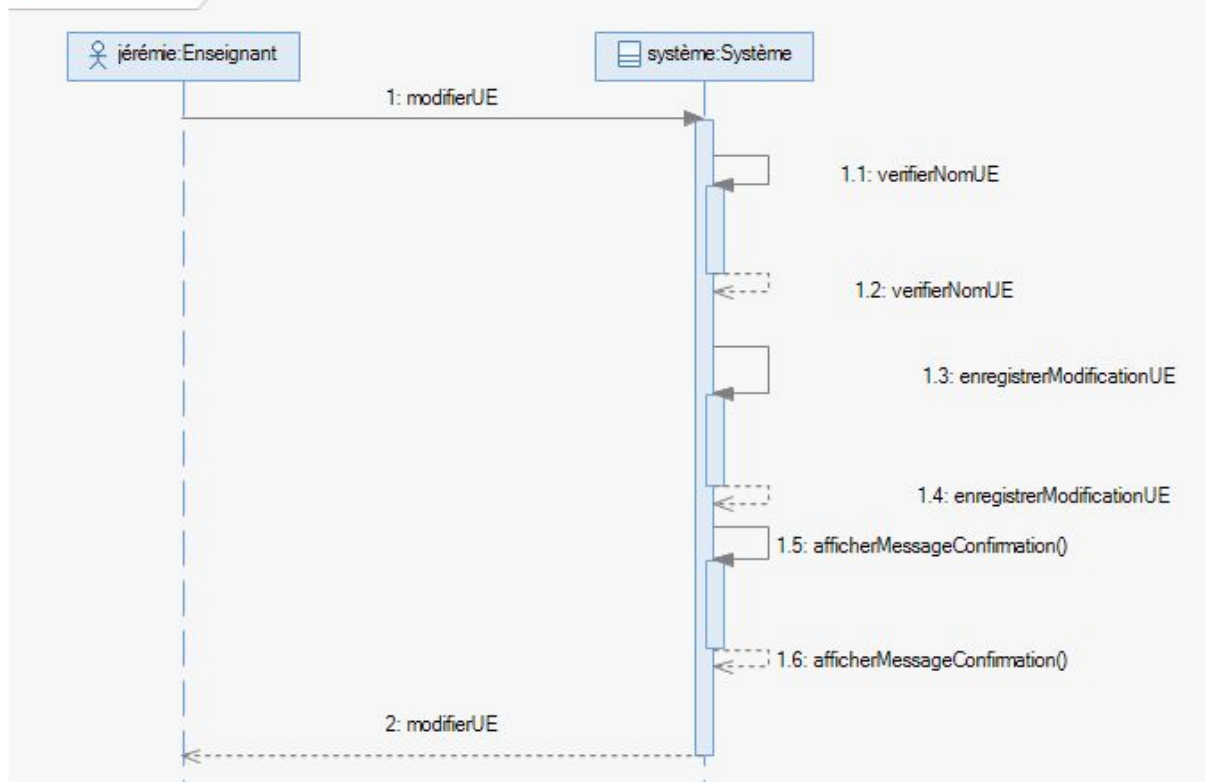 jérémie:Enseignant
système:Système
1: modifierUE
1.1: verifierNomUE
1.2: verifierNomUE
1.3: enregistrerModificationUE
1.4: enregistrerModificationUE
1.5: afficherMessageConfirmation()
1.6: afficherMessageConfirmation()
2: modifierUE